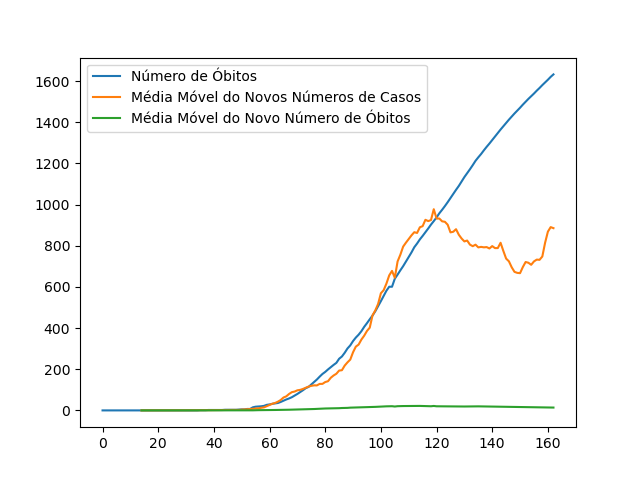 Número de Óbitos
Média Móvel do Novos Números de Casos
Média Móvel do Novo Número de Óbitos
1600
1400
1200
1000
800
600
400
200
0
0 20 40 60 80 100 120 140 160